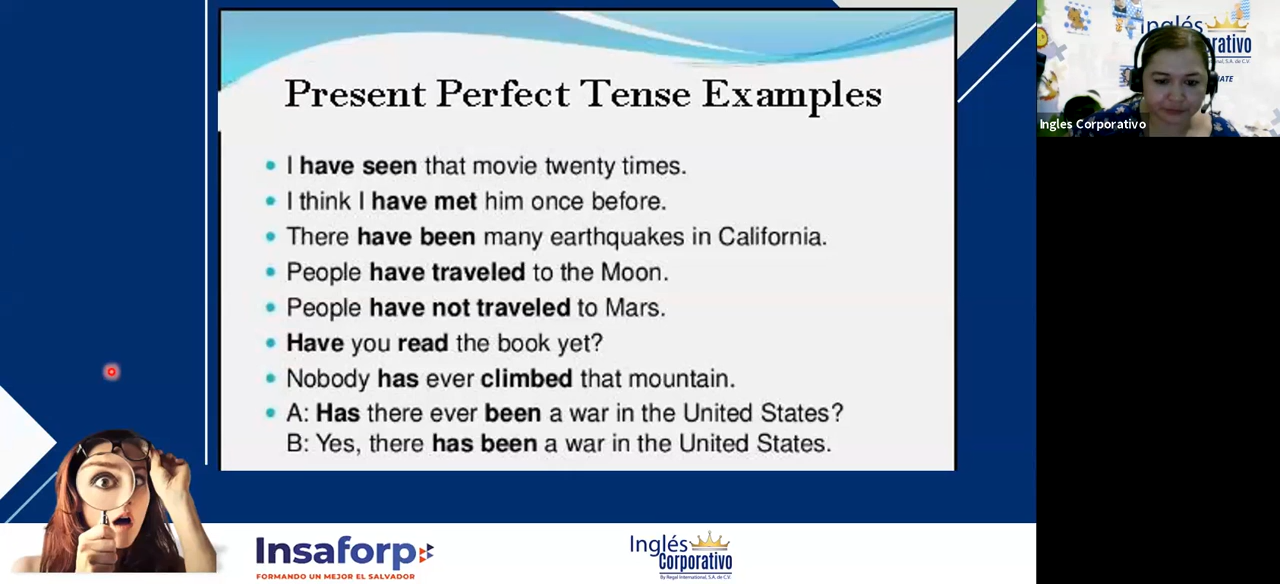 Present Perfect Tense Examples
I have seen that movie twenty times.
I think I have met him once before.
There have been many earthquakes in California.
People have traveled to the Moon.
People have not traveled to Mars.
Have you read the book yet?
Nobody has ever climbed that mountain.
A: Has there ever been a war in the United States?
B: Yes, there has been a war in the United States.
Insaforp
FORMANDO UN MEJOR EL SALVADOR
Inglés
Corporativo
By Regal International, S.A. de C.V.
Inglés
Ingles Corporativo